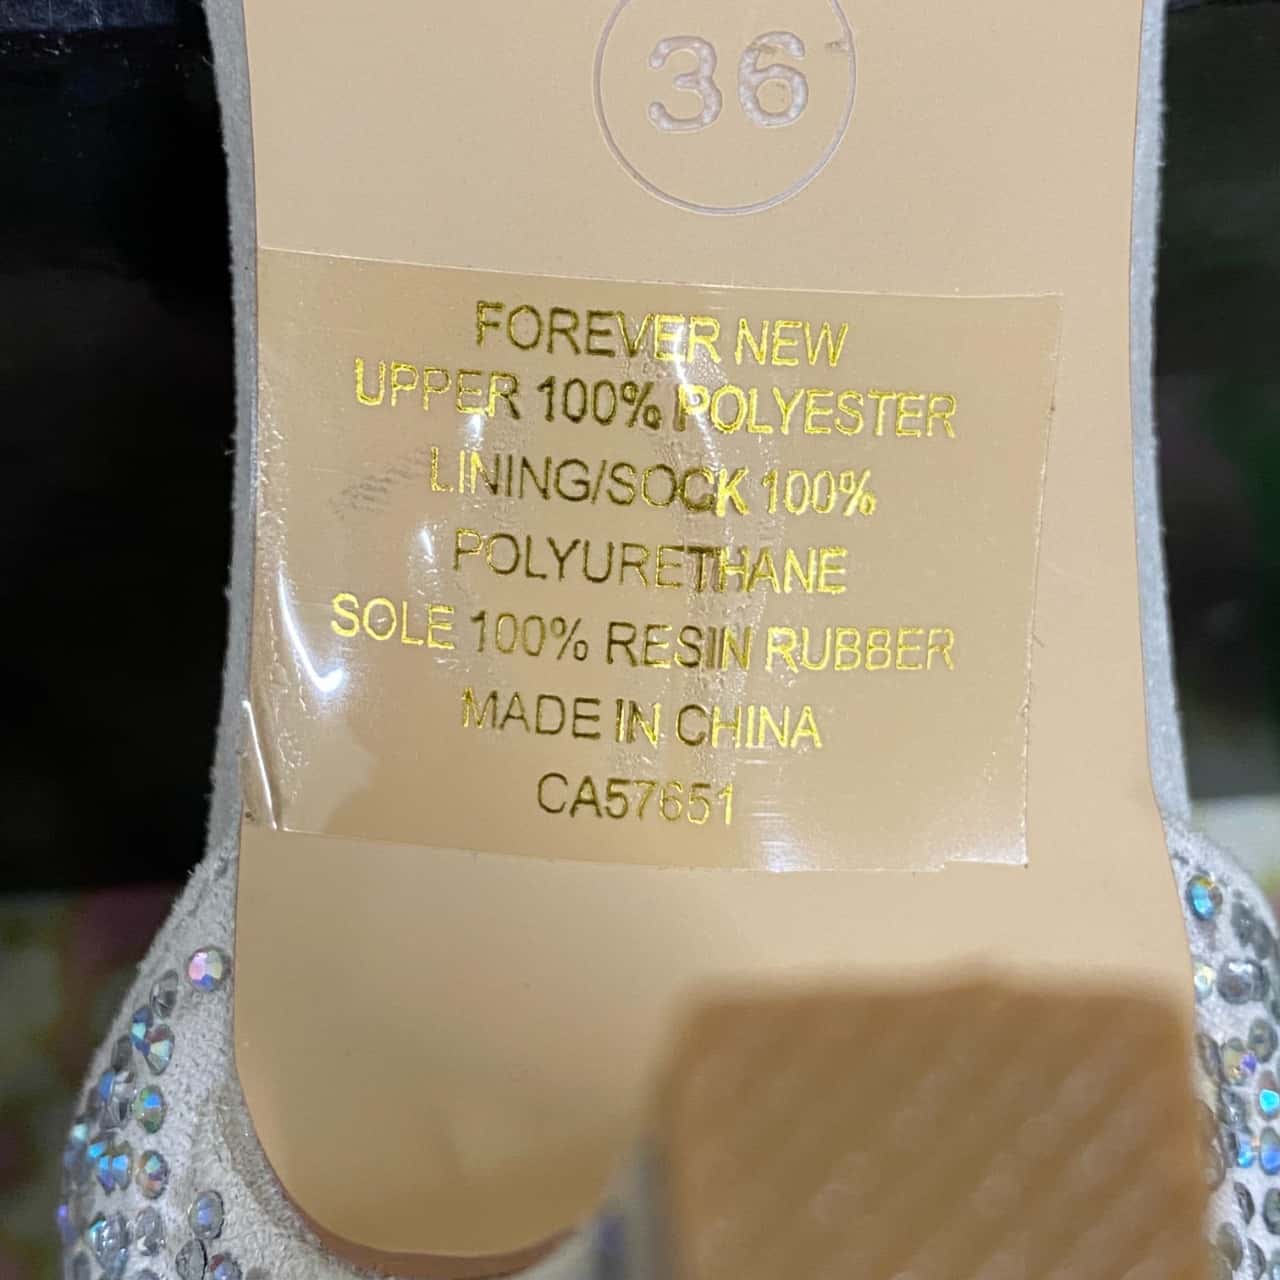 36
FOREVER NEW
UPPER 100% POLYESTER
LINING/SOCK 100%
POLYURETHANE
SOLE 100% RESIN RUBBER
MADE IN CHINA
CA57651